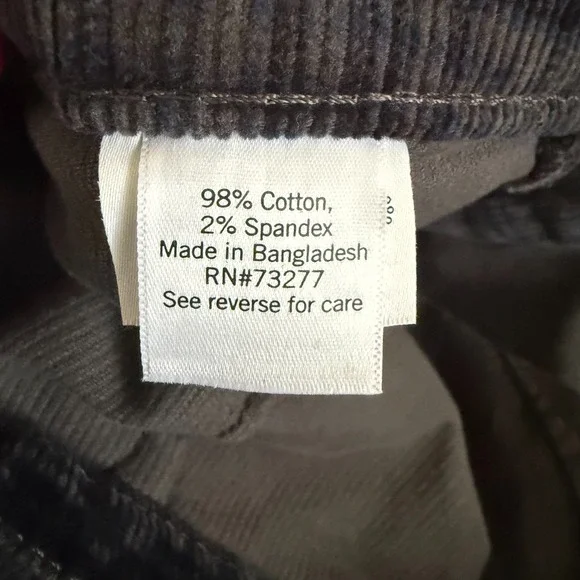 98% Cotton,
2% Spandex
Made in Bangladesh
RN#73277
See reverse for care